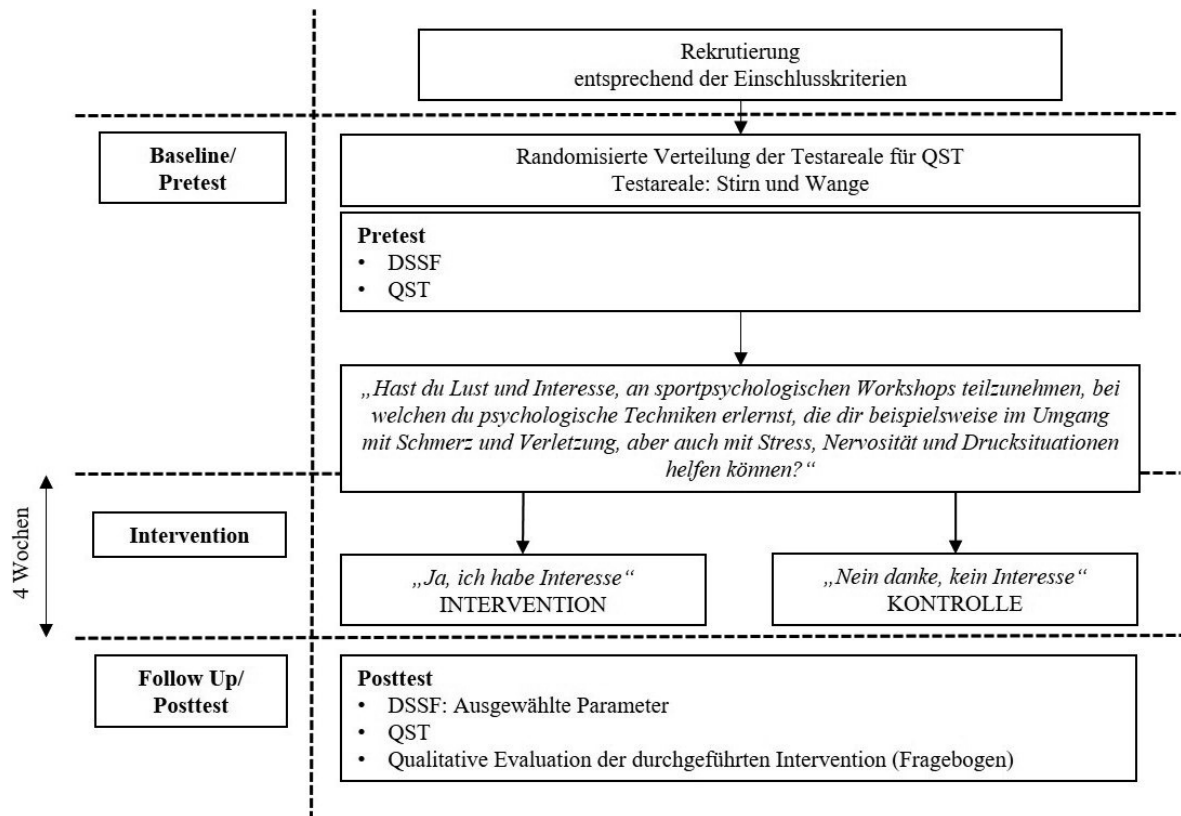 Rekrutierung
entsprechend der Einschlusskriterien
Baseline/
Pretest
Randomisierte Verteilung der Testareale für QST
Testareale: Stirn und Wange
Pretest
• DSSF
• QST
„Hast du Lust und Interesse, an sportpsychologischen Workshops teilzunehmen, bei
welchen du psychologische Techniken erlernst, die dir beispielsweise im Umgang
mit Schmerz und Verletzung, aber auch mit Stress, Nervosität und Drucksituationen
helfen können?“
4 Wochen
Intervention
„Ja, ich habe Interesse“
INTERVENTION
„Nein danke, kein Interesse“
KONTROLLE
Follow Up/
Posttest
Posttest
• DSSF: Ausgewählte Parameter
• QST
• Qualitative Evaluation der durchgeführten Intervention (Fragebogen)